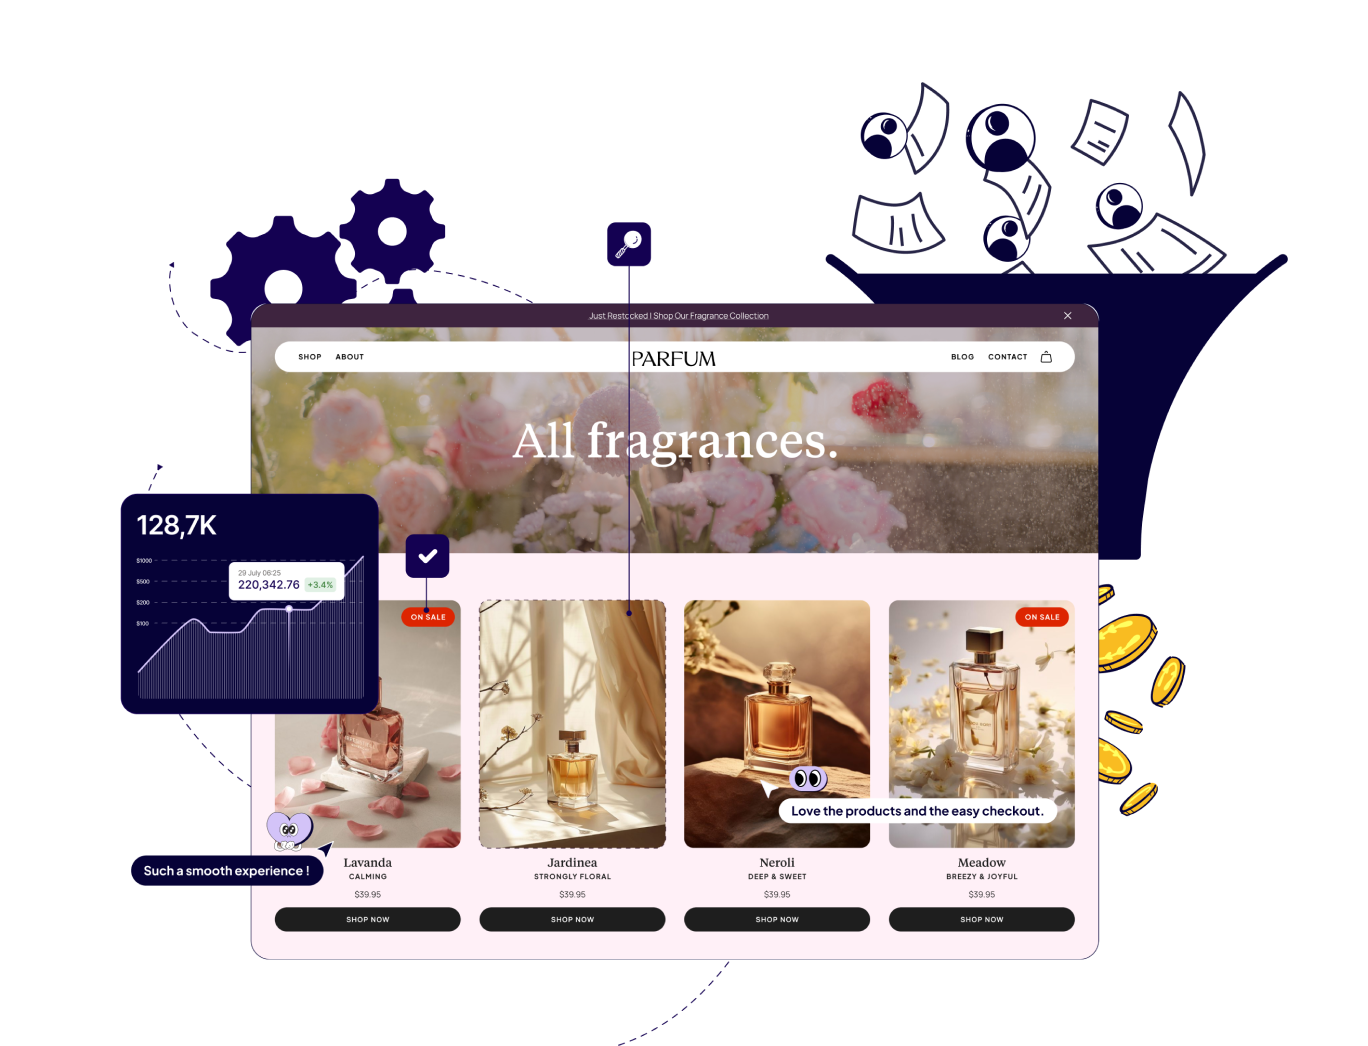 Just Restocked | Shop Our Fragrance Collection
SHOP ABOUT
PARFUM
BLOG CONTACT
All fragrances.
128,7K
$1000
$500
$200
$100
29 July 08:25
220,342.76 +3.4%
ON SALE
ON SALE
Love the products and the easy checkout.
Such a smooth experience !
Lavanda
CALMING
$39.95
SHOP NOW
Jardinea
STRONGLY FLORAL
$39.95
SHOP NOW
Neroli
DEEP & SWEET
$39.95
SHOP NOW
Meadow
BREEZY & JOYFUL
$39.95
SHOP NOW